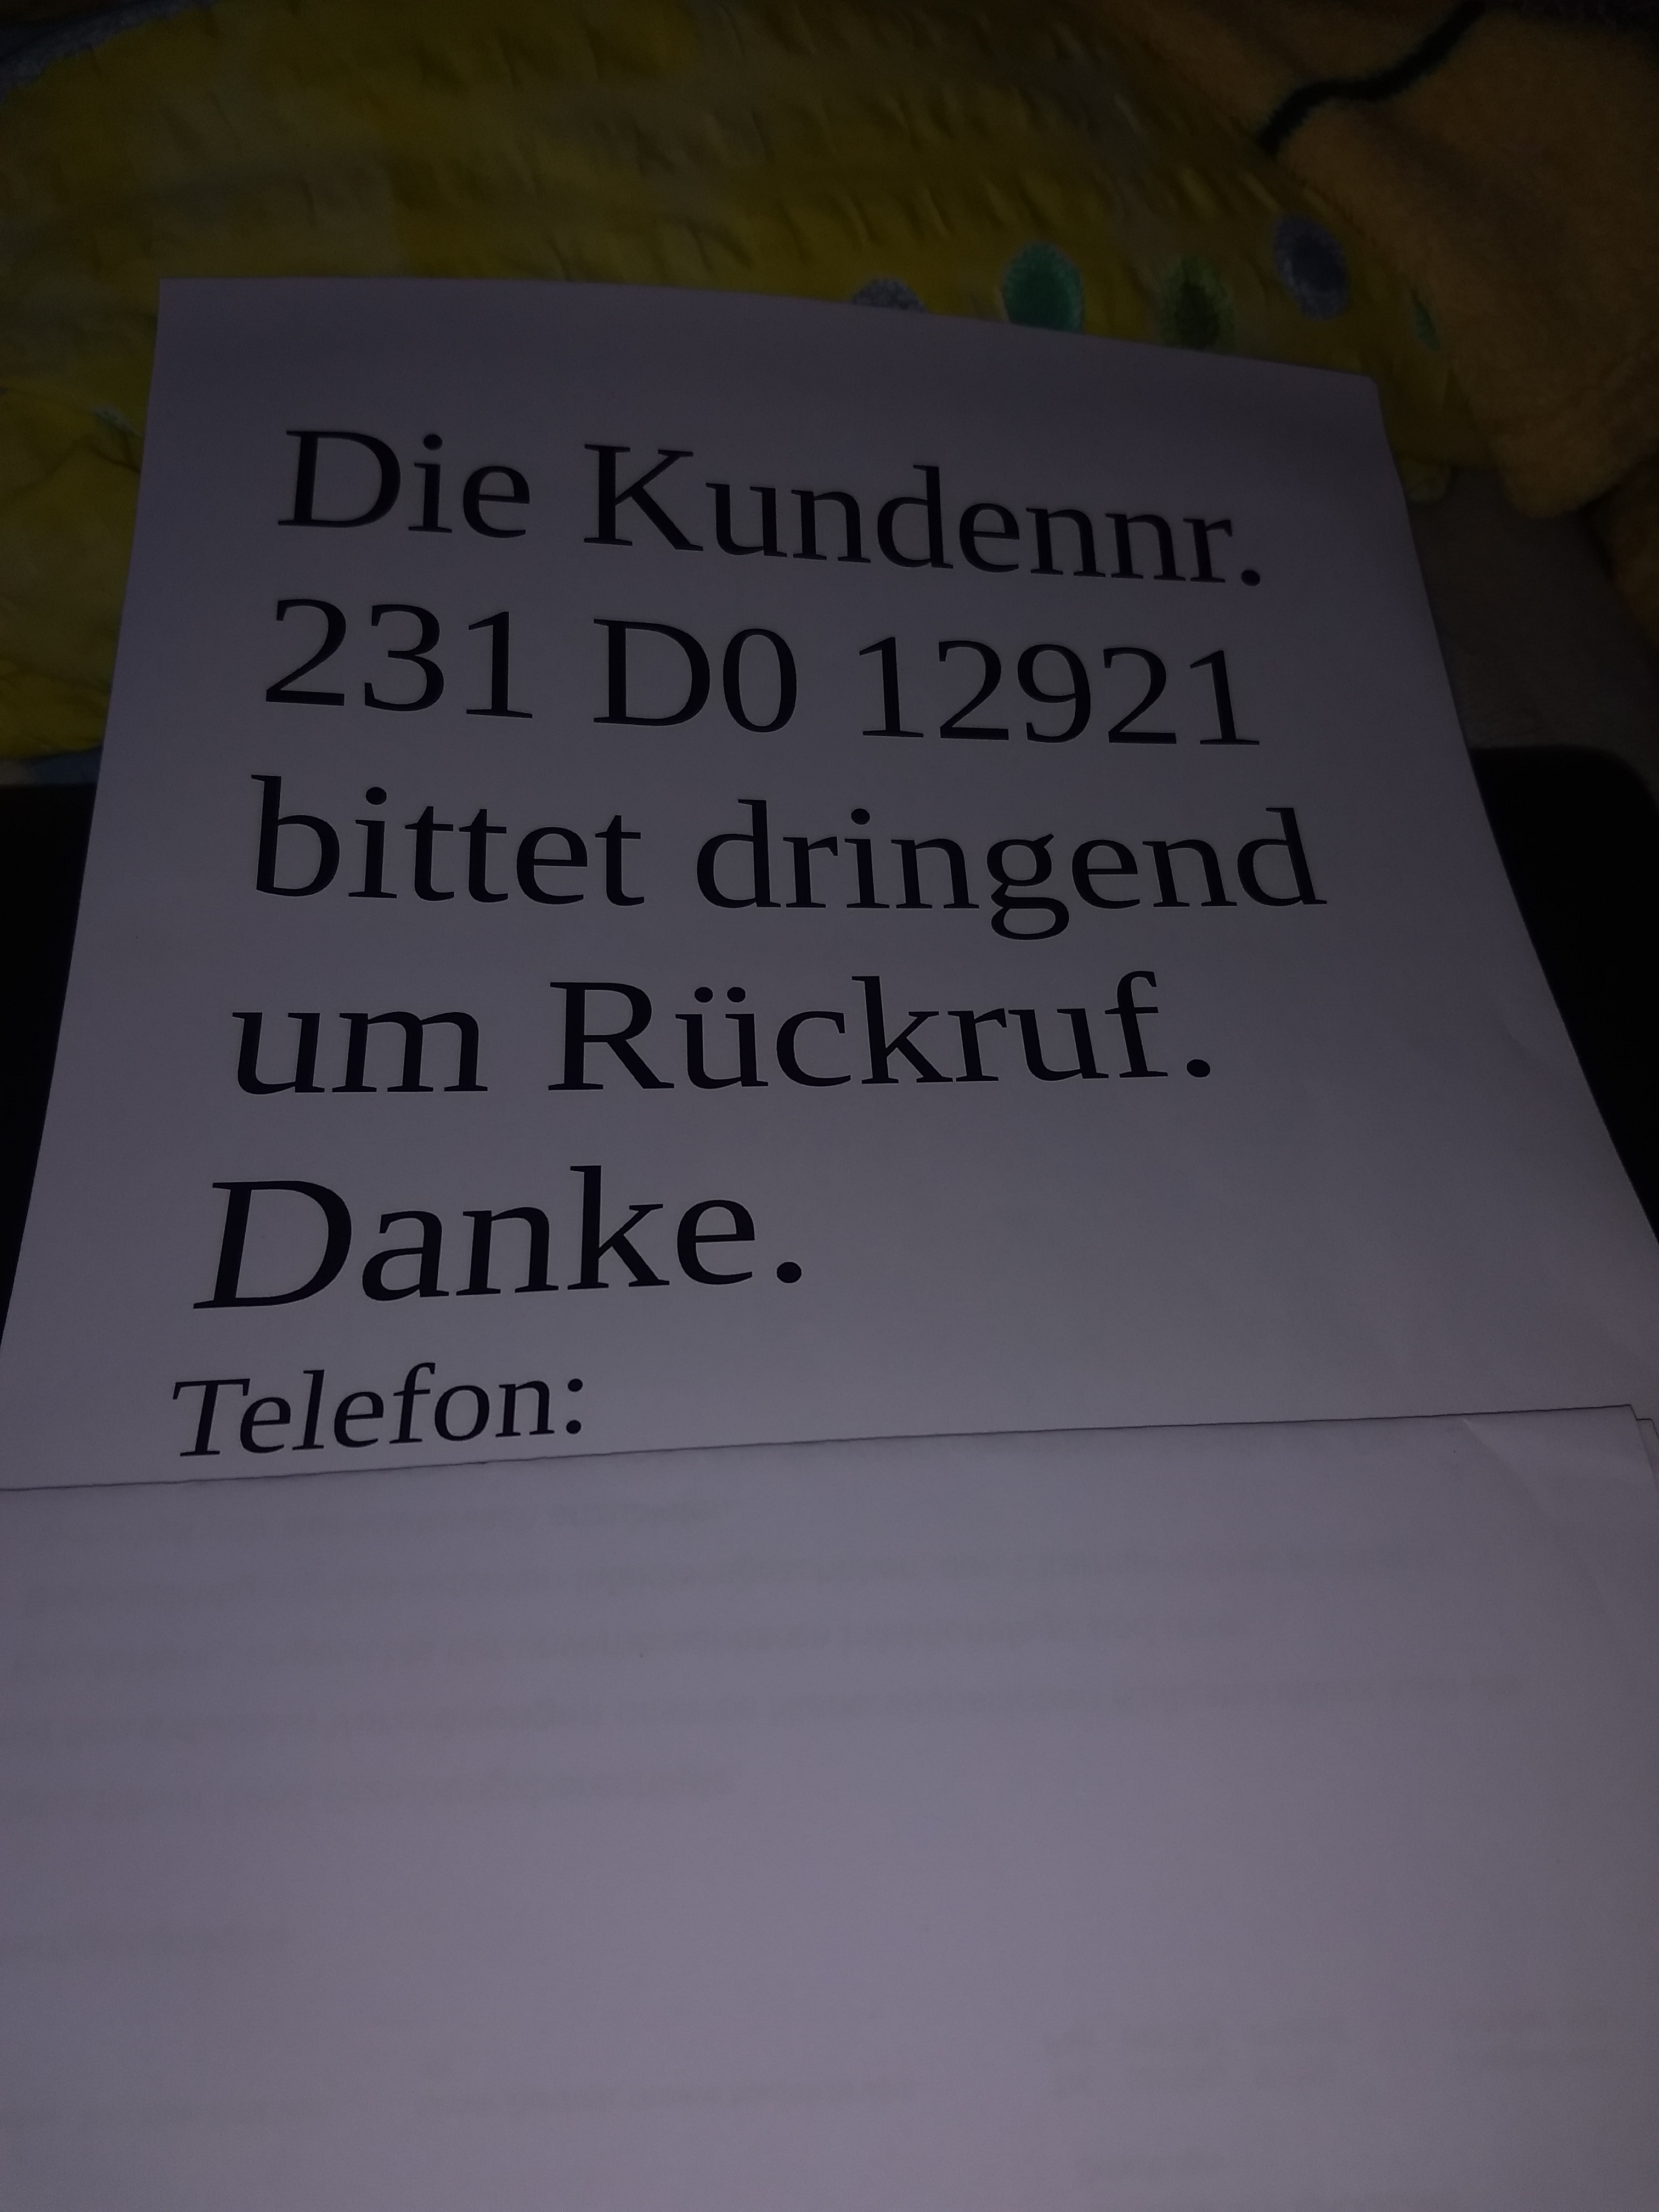 Die Kundennr.
231 D0 12921
bittet dringend
um Rückruf.
Danke.
Telefon: